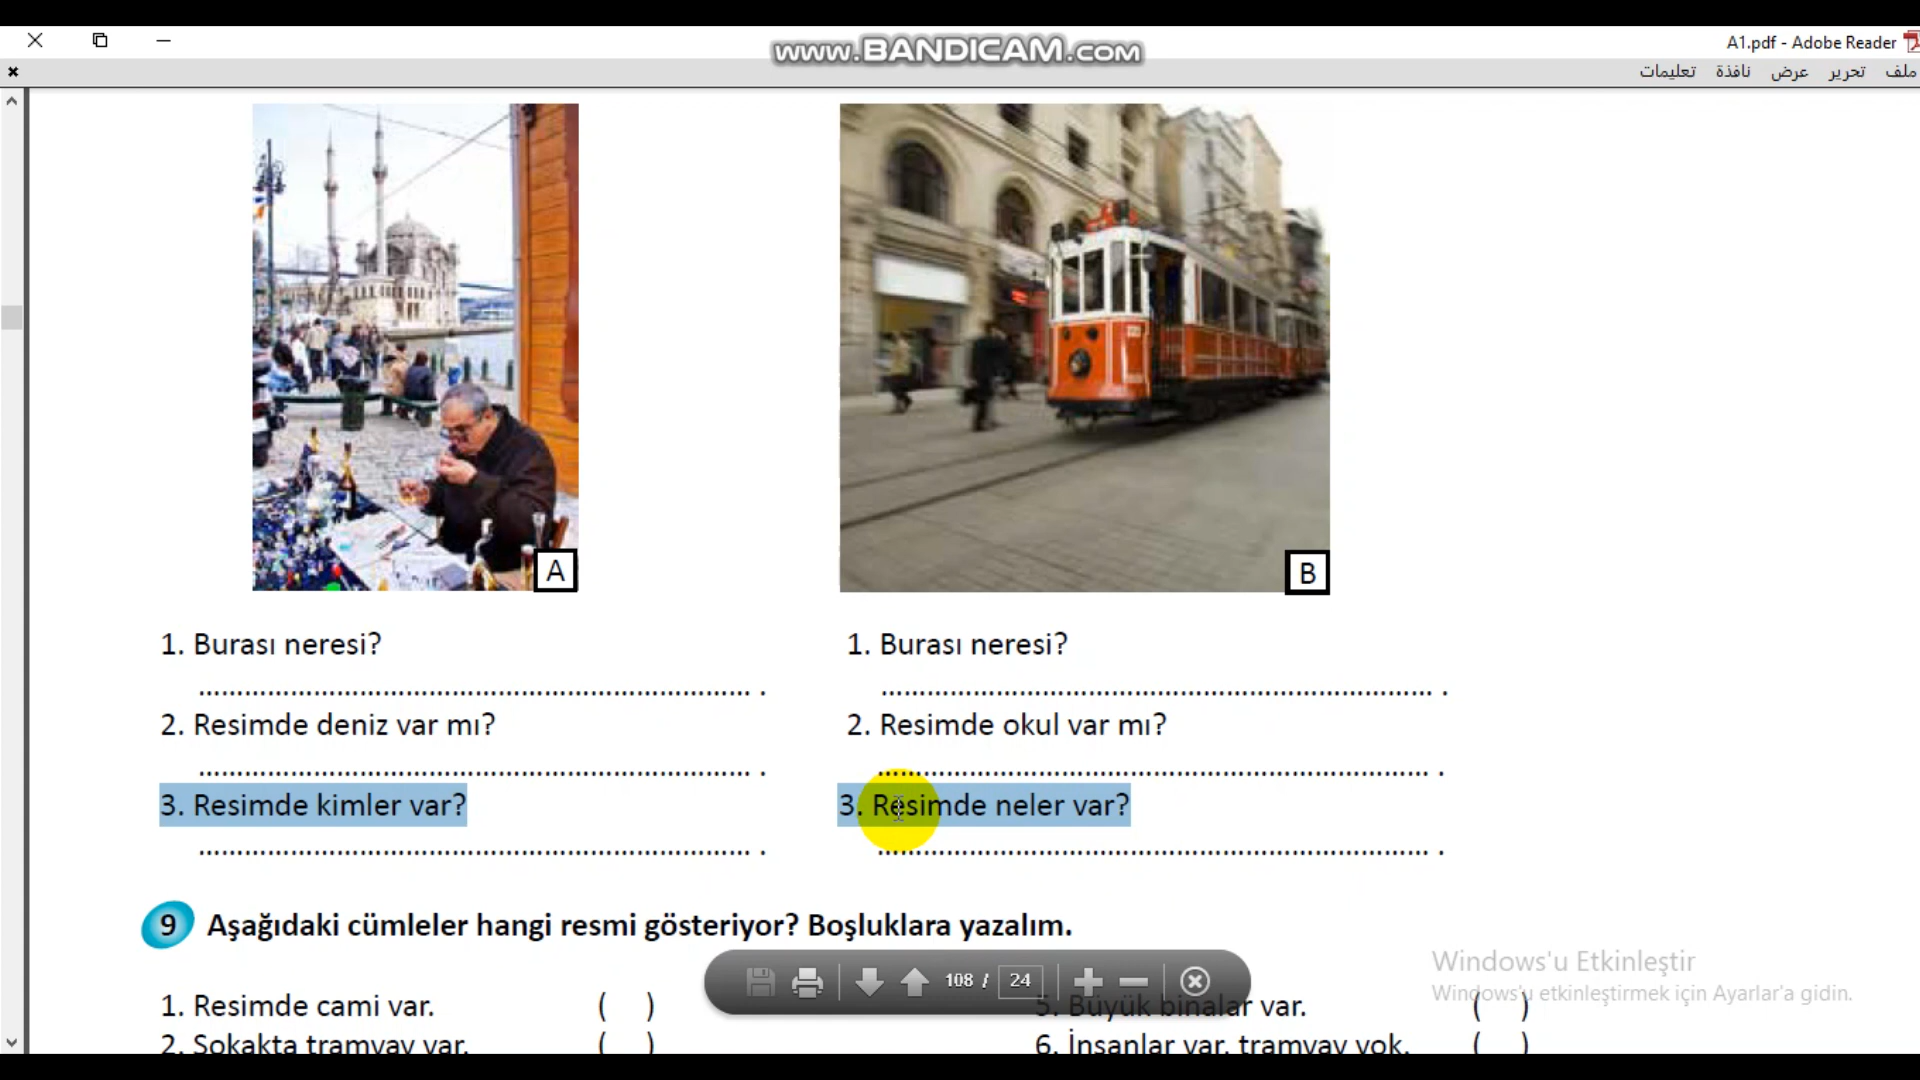 www.BANDICAM.com
A1.pdf - Adobe Reader
ملف تحرير عرض نافذة تعليمات
A
B
1. Burası neresi?
.................................................................. .
2. Resimde deniz var mı?
.................................................................. .
3. Resimde kimler var?
.................................................................. .
1. Burası neresi?
.................................................................. .
2. Resimde okul var mı?
.................................................................. .
3. Resimde neler var?
.................................................................. .
9 Aşağıdaki cümleler hangi resmi gösteriyor? Boşluklara yazalım.
1. Resimde cami var. ( )
2. Sokakta tramvay var. ( )
5. Büyük binalar var. ( )
6. İnsanlar var, tramvay yok. ( )
108 / 24
Windows'u Etkinleştir
Windows'u etkinleştirmek için Ayarlar'a gidin.